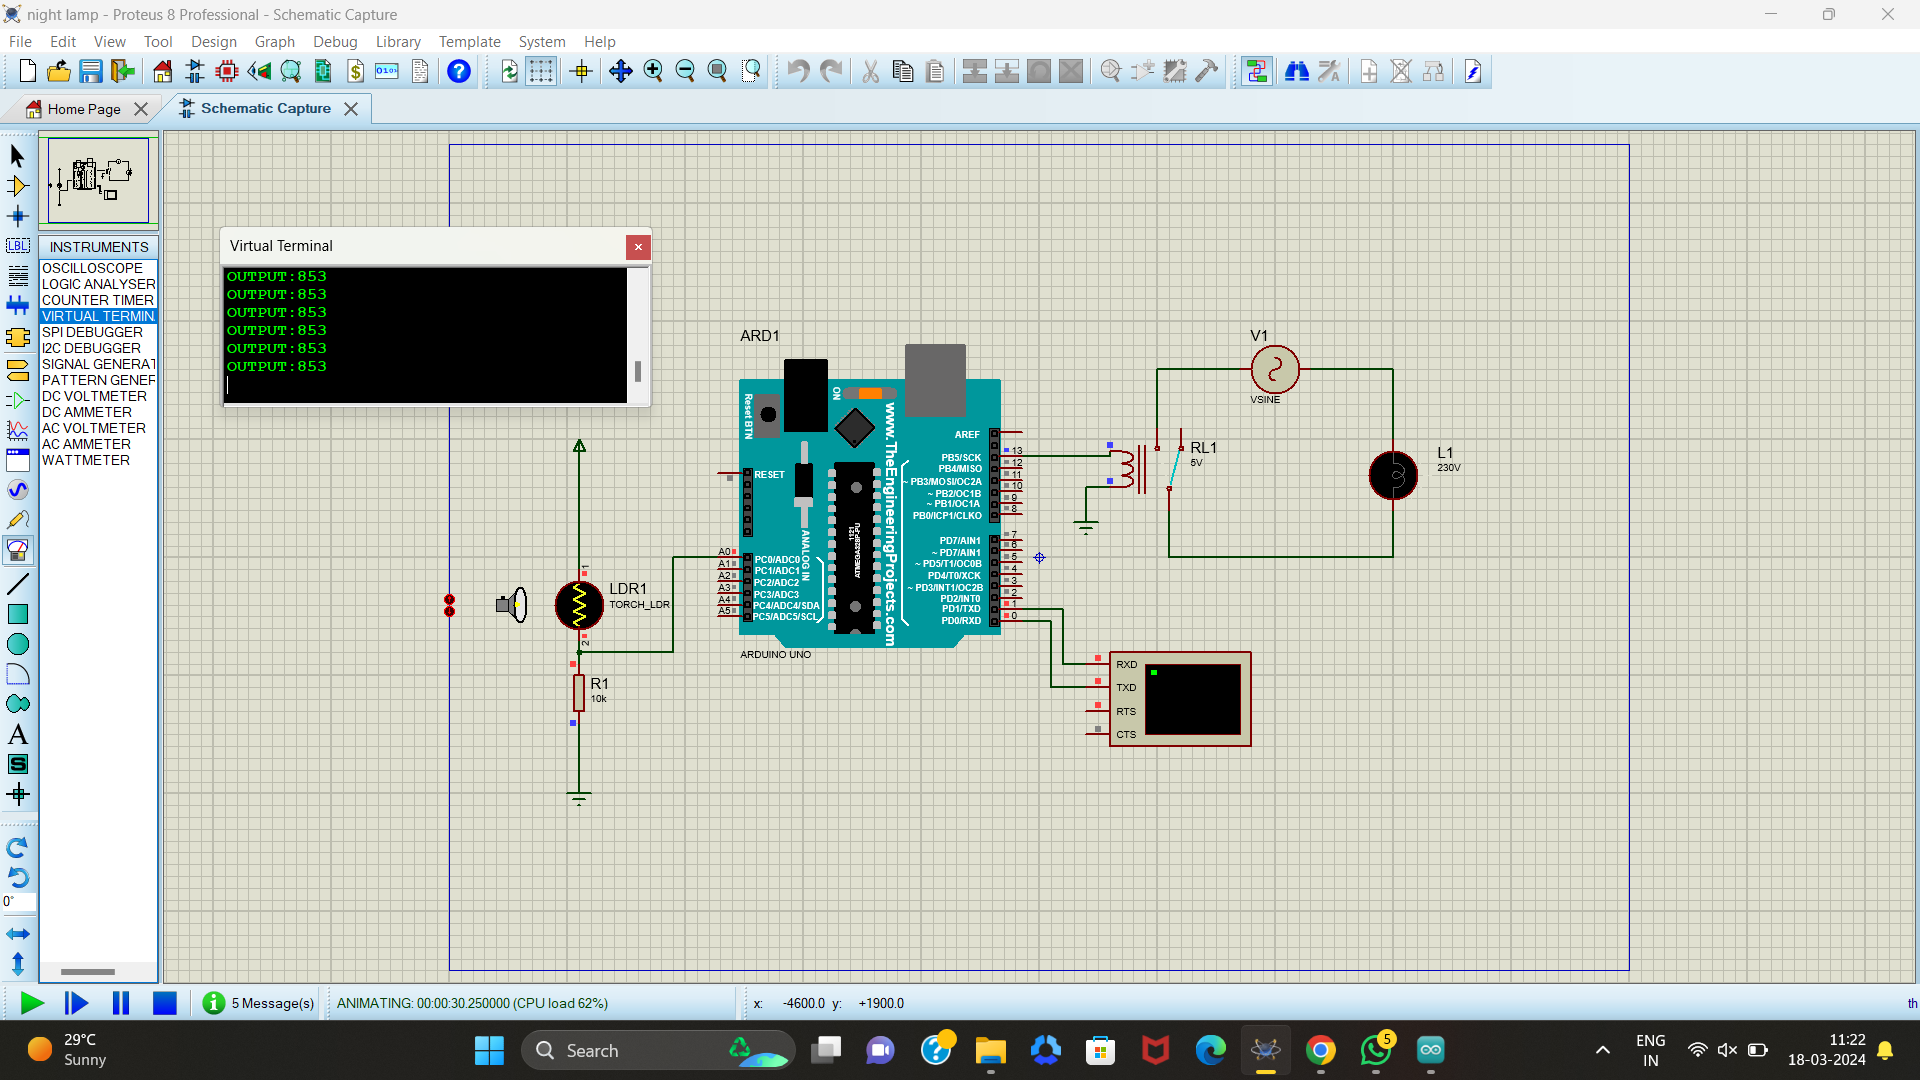 night lamp - Proteus 8 Professional - Schematic Capture
File Edit View Tool Design Graph Debug Library Template System Help
Home Page
Schematic Capture
INSTRUMENTS
OSCILLOSCOPE
LOGIC ANALYSER
COUNTER TIMER
VIRTUAL TERMIN
SPI DEBUGGER
I2C DEBUGGER
SIGNAL GENERAT
PATTERN GENER
DC VOLTMETER
DC AMMETER
AC VOLTMETER
AC AMMETER
WATTMETER
LBL
A
S
0°
Virtual Terminal
OUTPUT:853
OUTPUT:853
OUTPUT:853
OUTPUT:853
OUTPUT:853
OUTPUT:853
ARD1
Reset BTN
ON
www.TheEngineeringProjects.com
ANALOG IN
1121
ATMEGA328P-PU
RESET
A0 PC0/ADC0
A1 PC1/ADC1
A2 PC2/ADC2
A3 PC3/ADC3
A4 PC4/ADC4/SDA
A5 PC5/ADC5/SCL
AREF
PB5/SCK 13
PB4/MISO 12
~ PB3/MOSI/OC2A 11
~ PB2/OC1B 10
~ PB1/OC1A 9
PB0/ICP1/CLKO 8
PD7/AIN1 7
~ PD7/AIN1 6
~ PD5/T1/OC0B 5
PD4/T0/XCK 4
~ PD3/INT1/OC2B 3
PD2/INT0 2
PD1/TXD 1
PD0/RXD 0
ARDUINO UNO
1
LDR1
TORCH_LDR
2
R1
10k
V1
VSINE
RL1
5V
L1
230V
RXD
TXD
RTS
CTS
5 Message(s)
ANIMATING: 00:00:30.250000 (CPU load 62%)
x: -4600.0 y: +1900.0
th
29°C
Sunny
Search
5
ENG
IN
11:22
18-03-2024